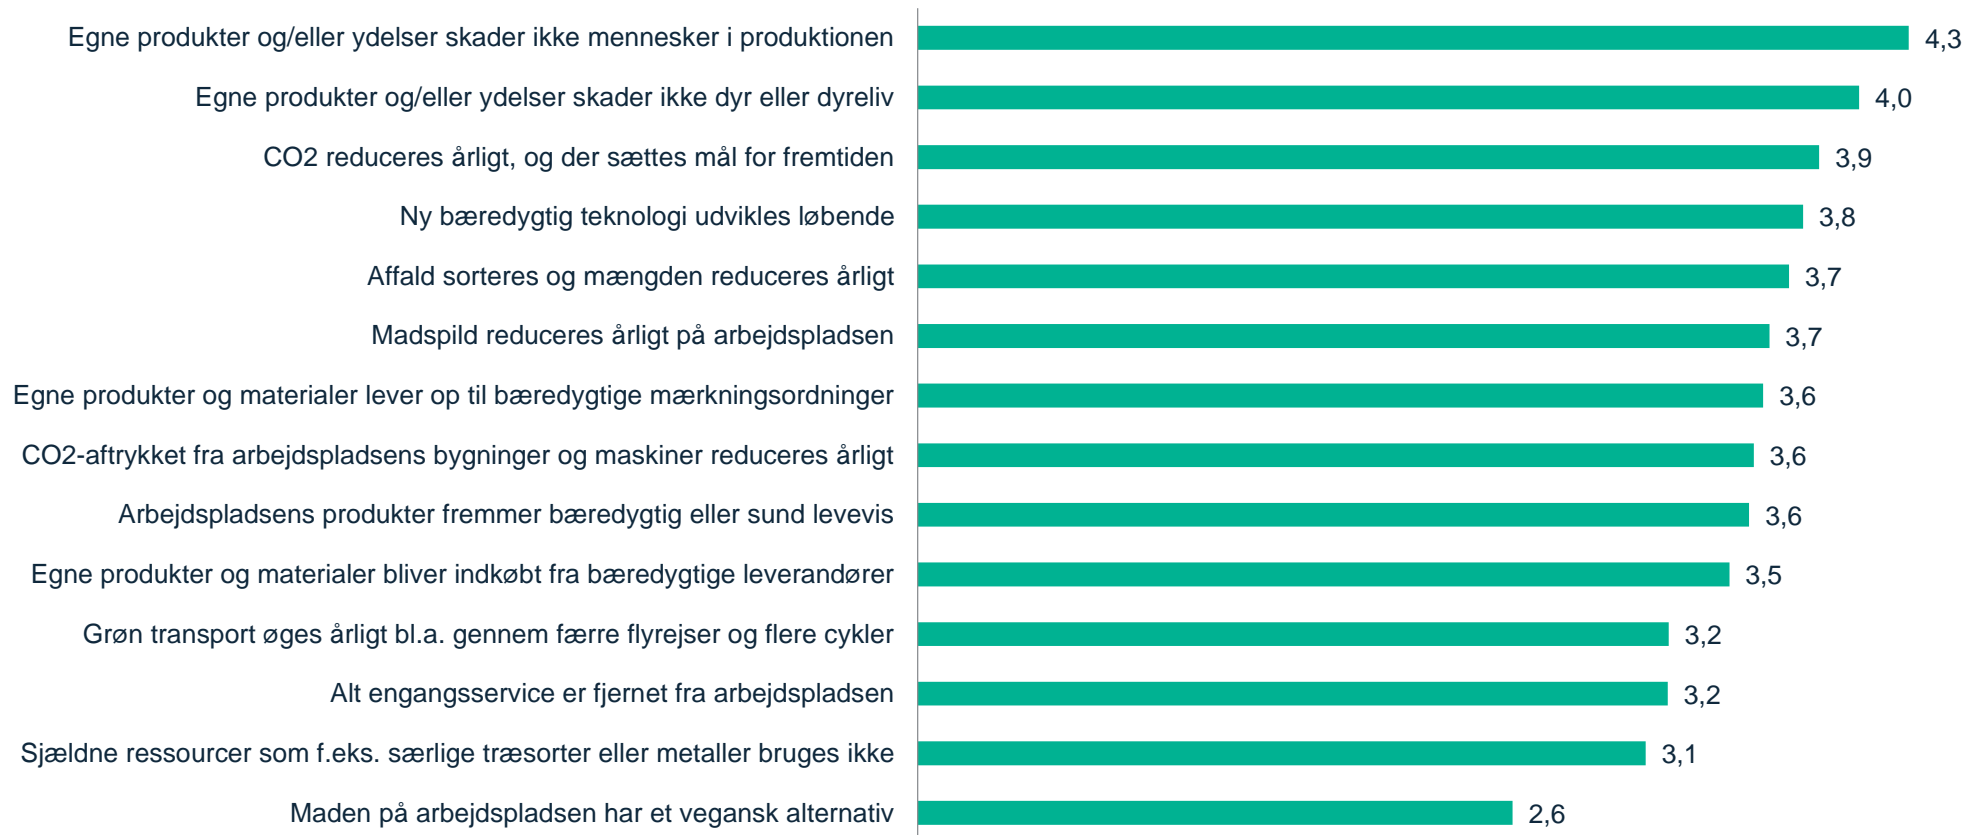 Egne produkter og/eller ydelser skader ikke mennesker i produktionen 4,3
Egne produkter og/eller ydelser skader ikke dyr eller dyreliv 4,0
CO2 reduceres årligt, og der sættes mål for fremtiden 3,9
Ny bæredygtig teknologi udvikles løbende 3,8
Affald sorteres og mængden reduceres årligt 3,7
Madspild reduceres årligt på arbejdspladsen 3,7
Egne produkter og materialer lever op til bæredygtige mærkningsordninger 3,6
CO2-aftrykket fra arbejdspladsens bygninger og maskiner reduceres årligt 3,6
Arbejdspladsens produkter fremmer bæredygtig eller sund levevis 3,6
Egne produkter og materialer bliver indkøbt fra bæredygtige leverandører 3,5
Grøn transport øges årligt bl.a. gennem færre flyrejser og flere cykler 3,2
Alt engangsservice er fjernet fra arbejdspladsen 3,2
Sjældne ressourcer som f.eks. særlige træsorter eller metaller bruges ikke 3,1
Maden på arbejdspladsen har et vegansk alternativ 2,6